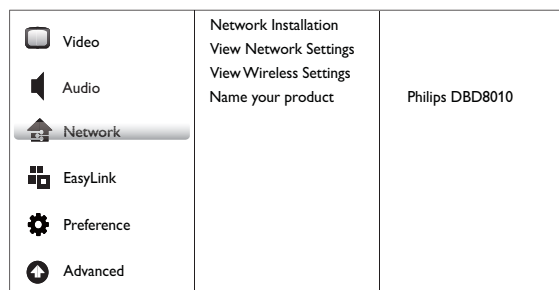 Video
Audio
Network
EasyLink
Preference
Advanced
Network Installation
View Network Settings
View Wireless Settings
Name your product
Philips DBD8010